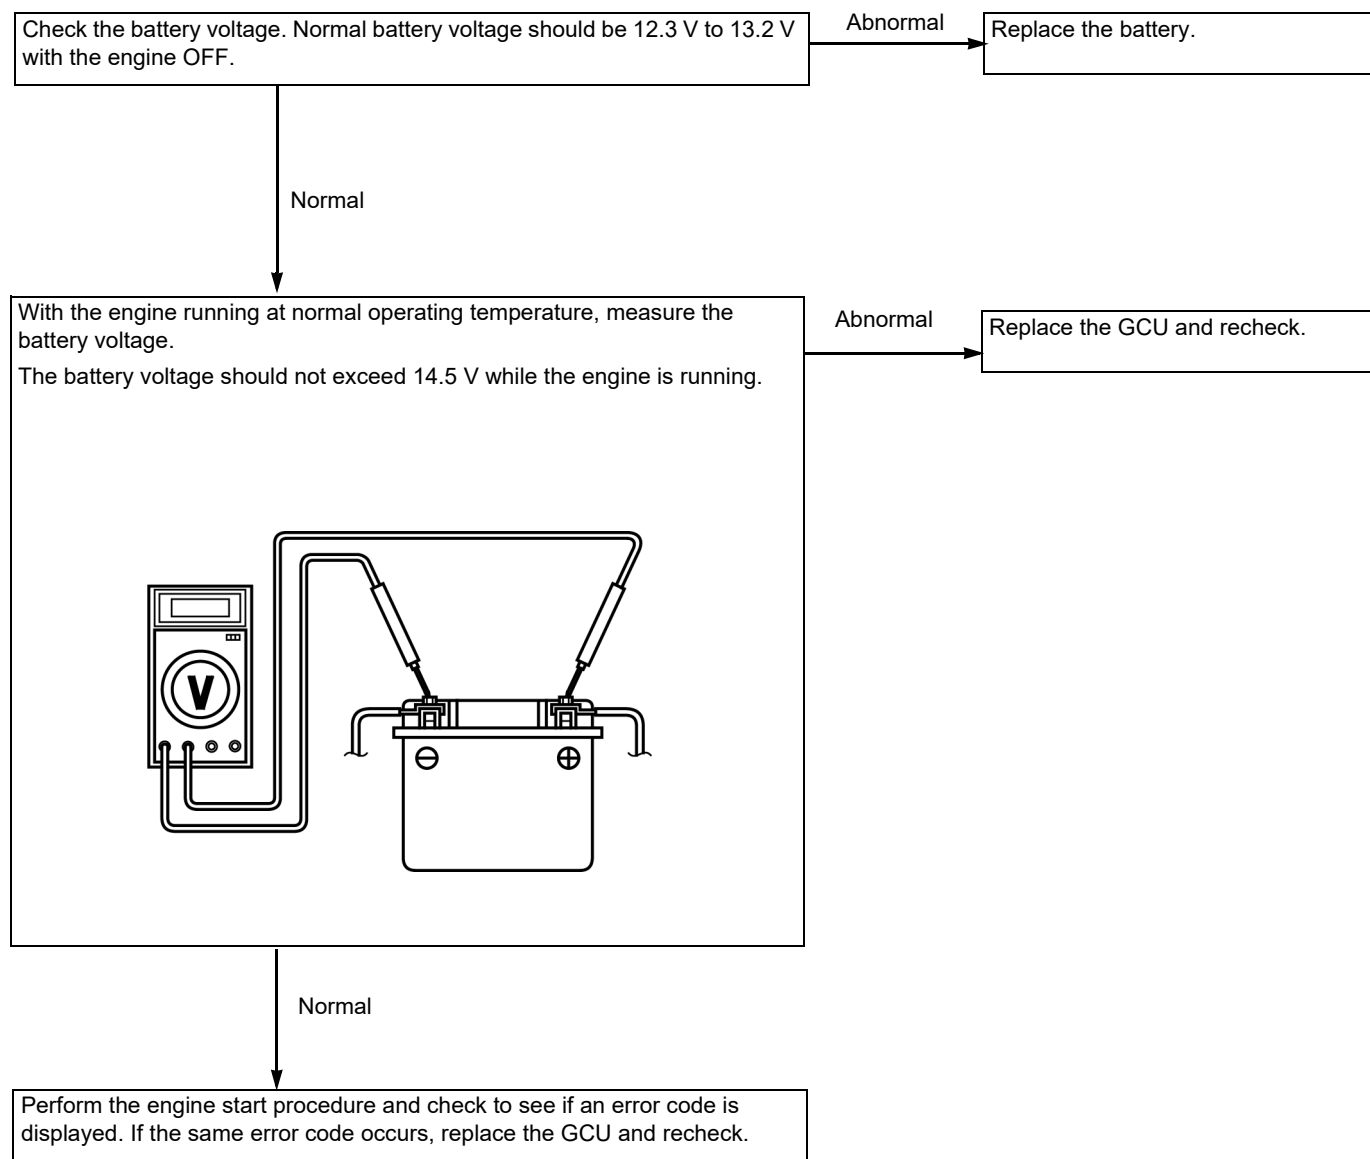 Check the battery voltage. Normal battery voltage should be 12.3 V to 13.2 V
with the engine OFF.
Abnormal
Replace the battery.
Normal
With the engine running at normal operating temperature, measure the
battery voltage.
The battery voltage should not exceed 14.5 V while the engine is running.
Abnormal
Replace the GCU and recheck.
V
Normal
Perform the engine start procedure and check to see if an error code is
displayed. If the same error code occurs, replace the GCU and recheck.